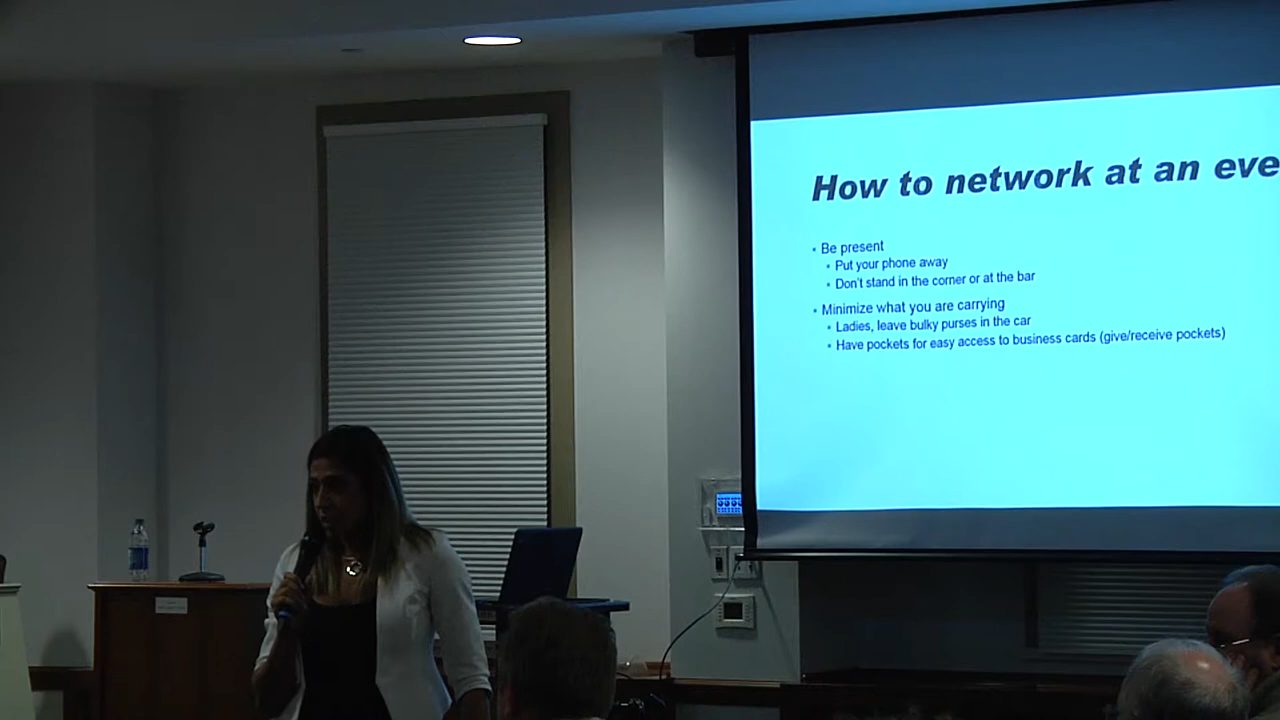 How to network at an eve
• Be present
• Put your phone away
• Don't stand in the corner or at the bar
• Minimize what you are carrying
• Ladies, leave bulky purses in the car
• Have pockets for easy access to business cards (give/receive pockets)